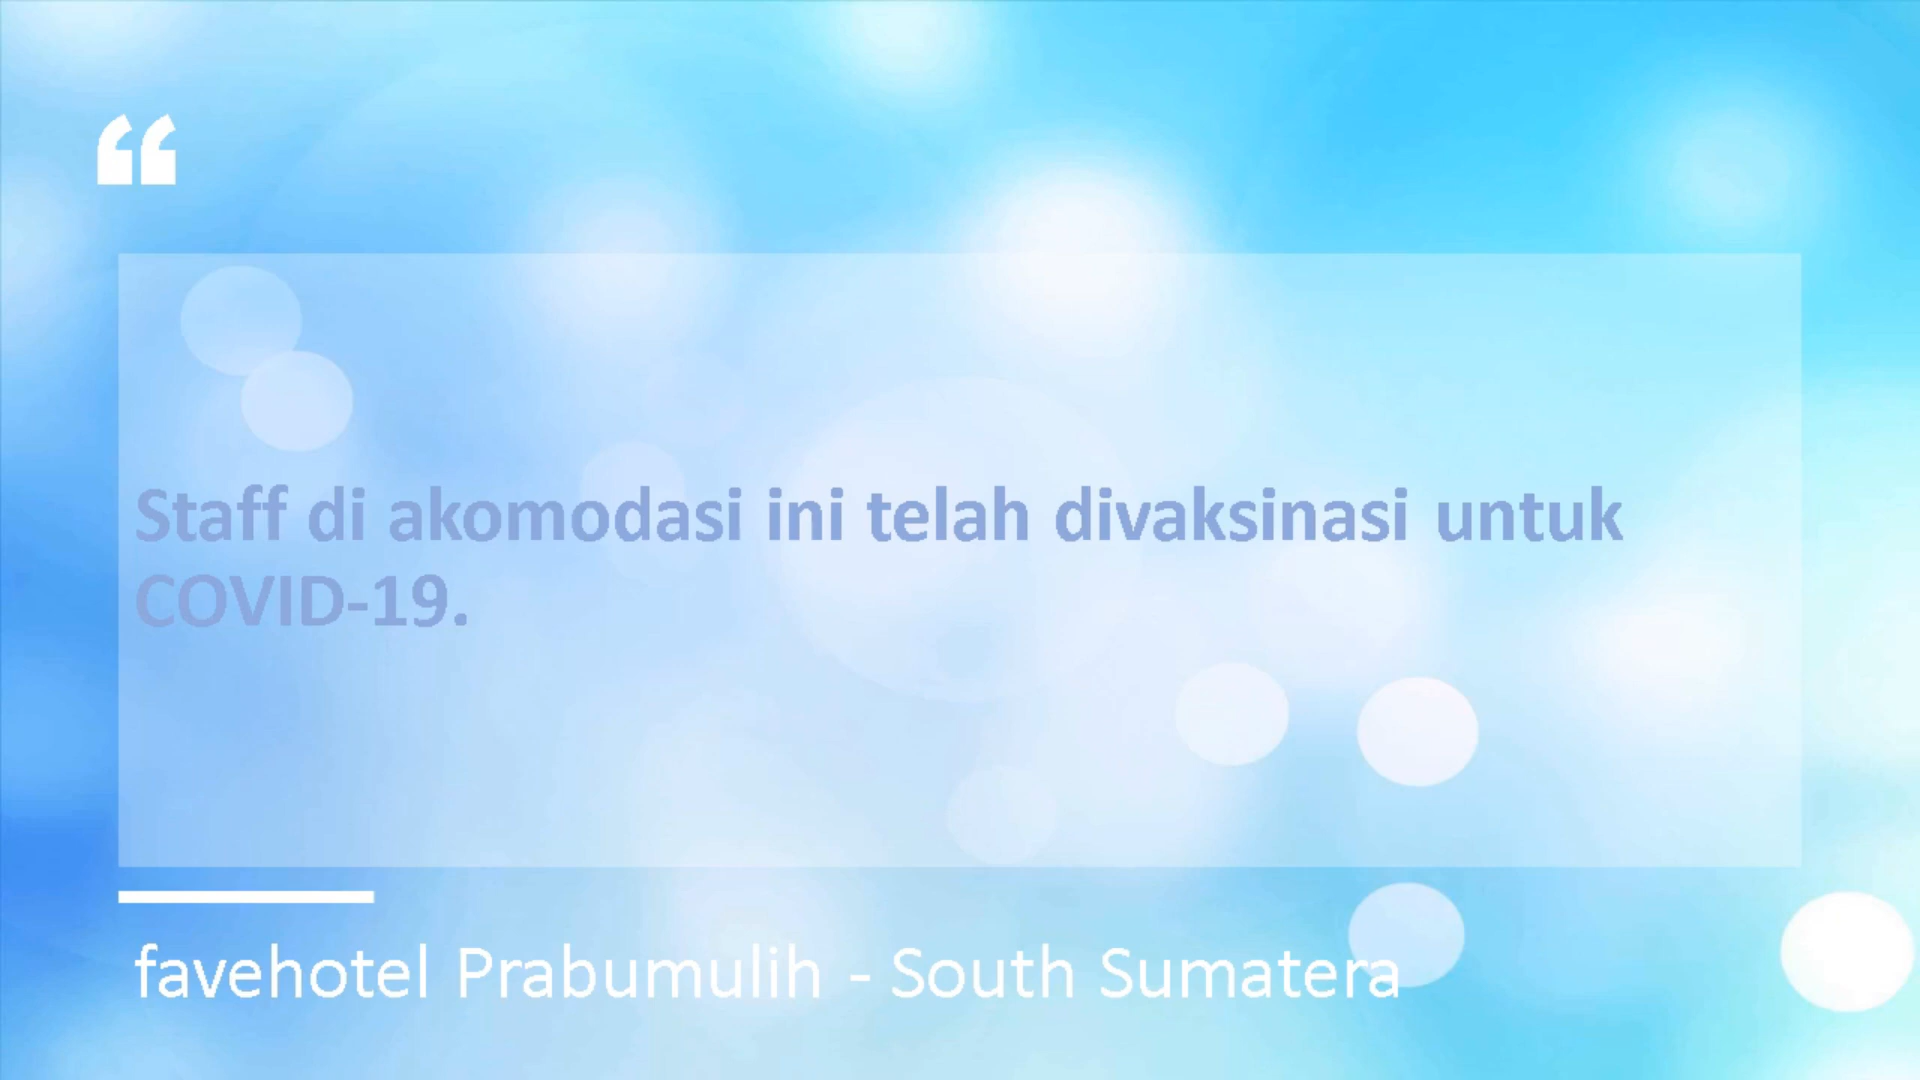 “
Staff di akomodasi ini telah divaksinasi untuk
COVID-19.
favehotel Prabumulih - South Sumatera